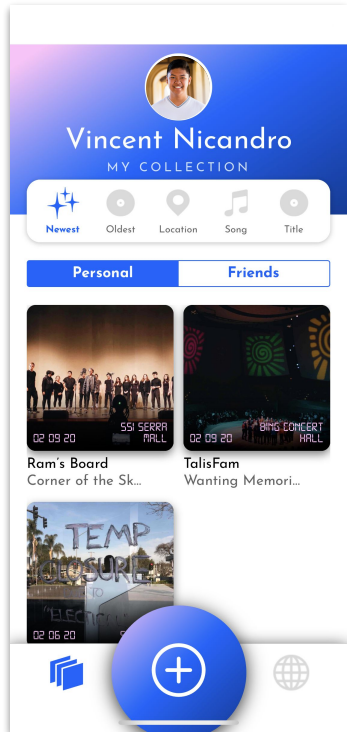 Vincent Nicandro
MY COLLECTION
Newest Oldest Location Song Title
Personal Friends
SSI SERRA
02 09 20 MALL
BING CONCERT
02 09 20 HALL
Ram's Board TalisFam
Corner of the Sk... Wanting Memori...
TEMP
CLOSURE
TO
02 06 20